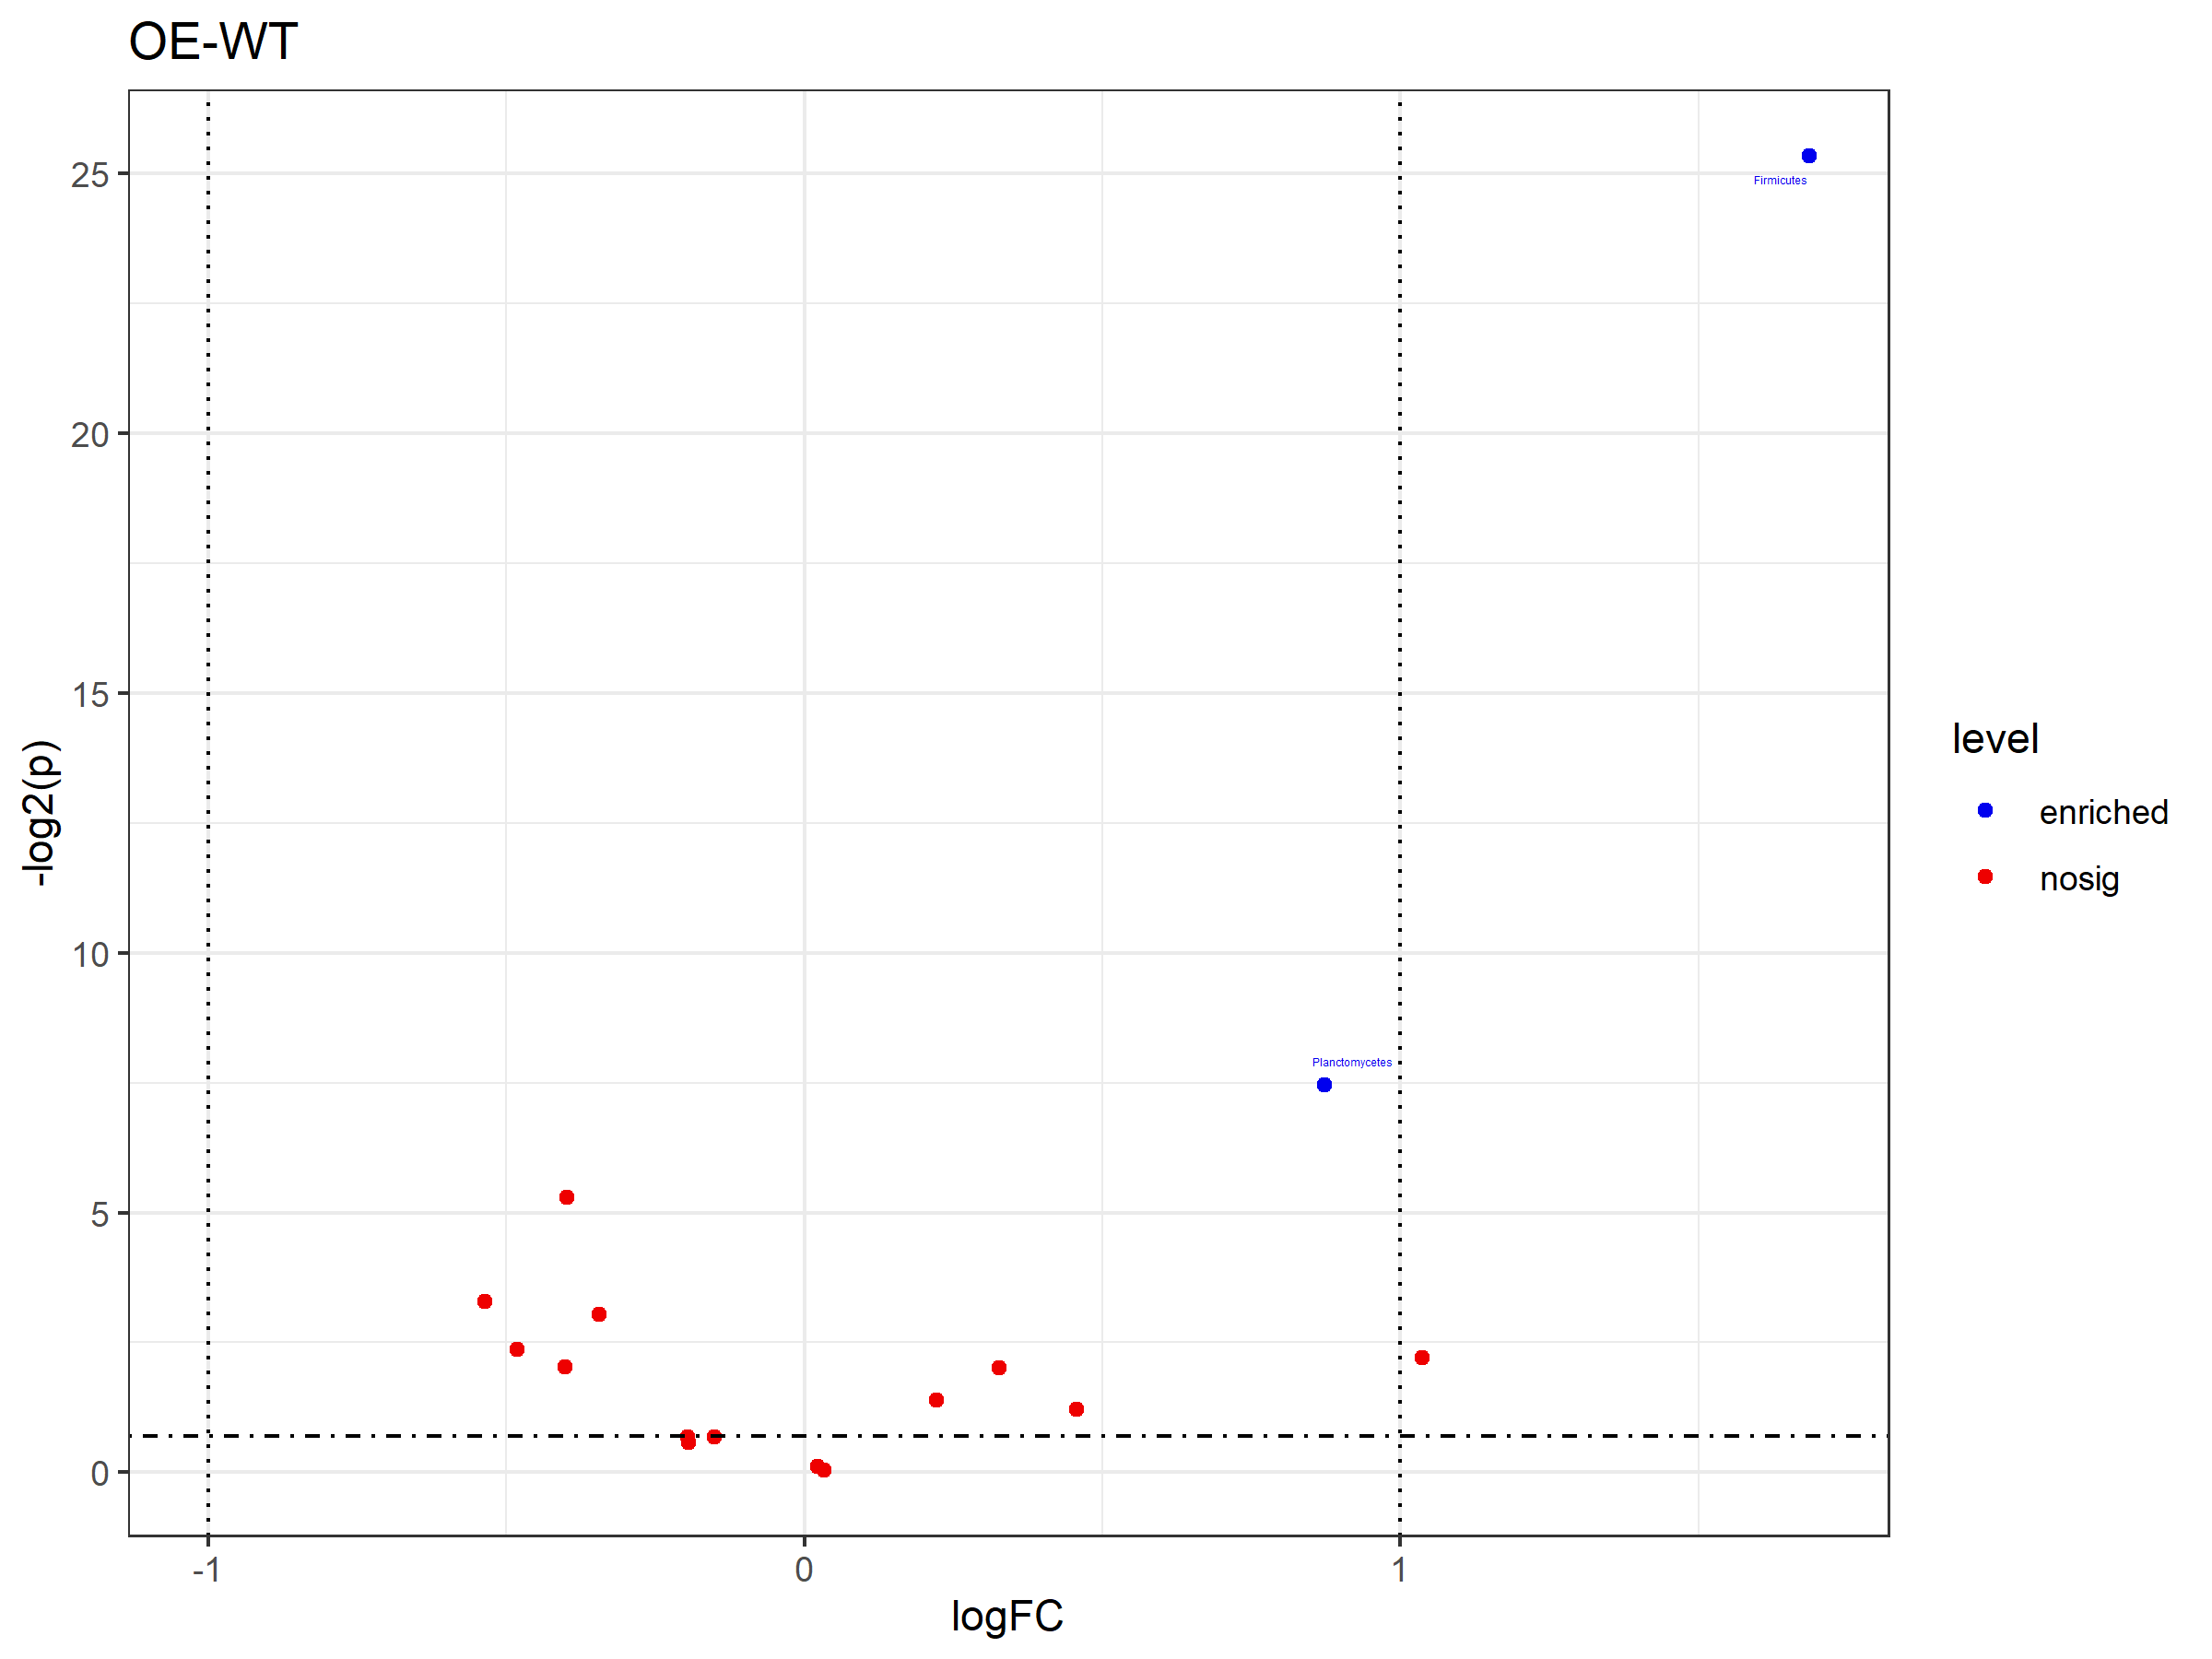 OE-WT
25
20
15
10
5
0
-log2(p)
Firmicutes
Planctomycetes
-1
0
1
logFC
level
enriched
nosig